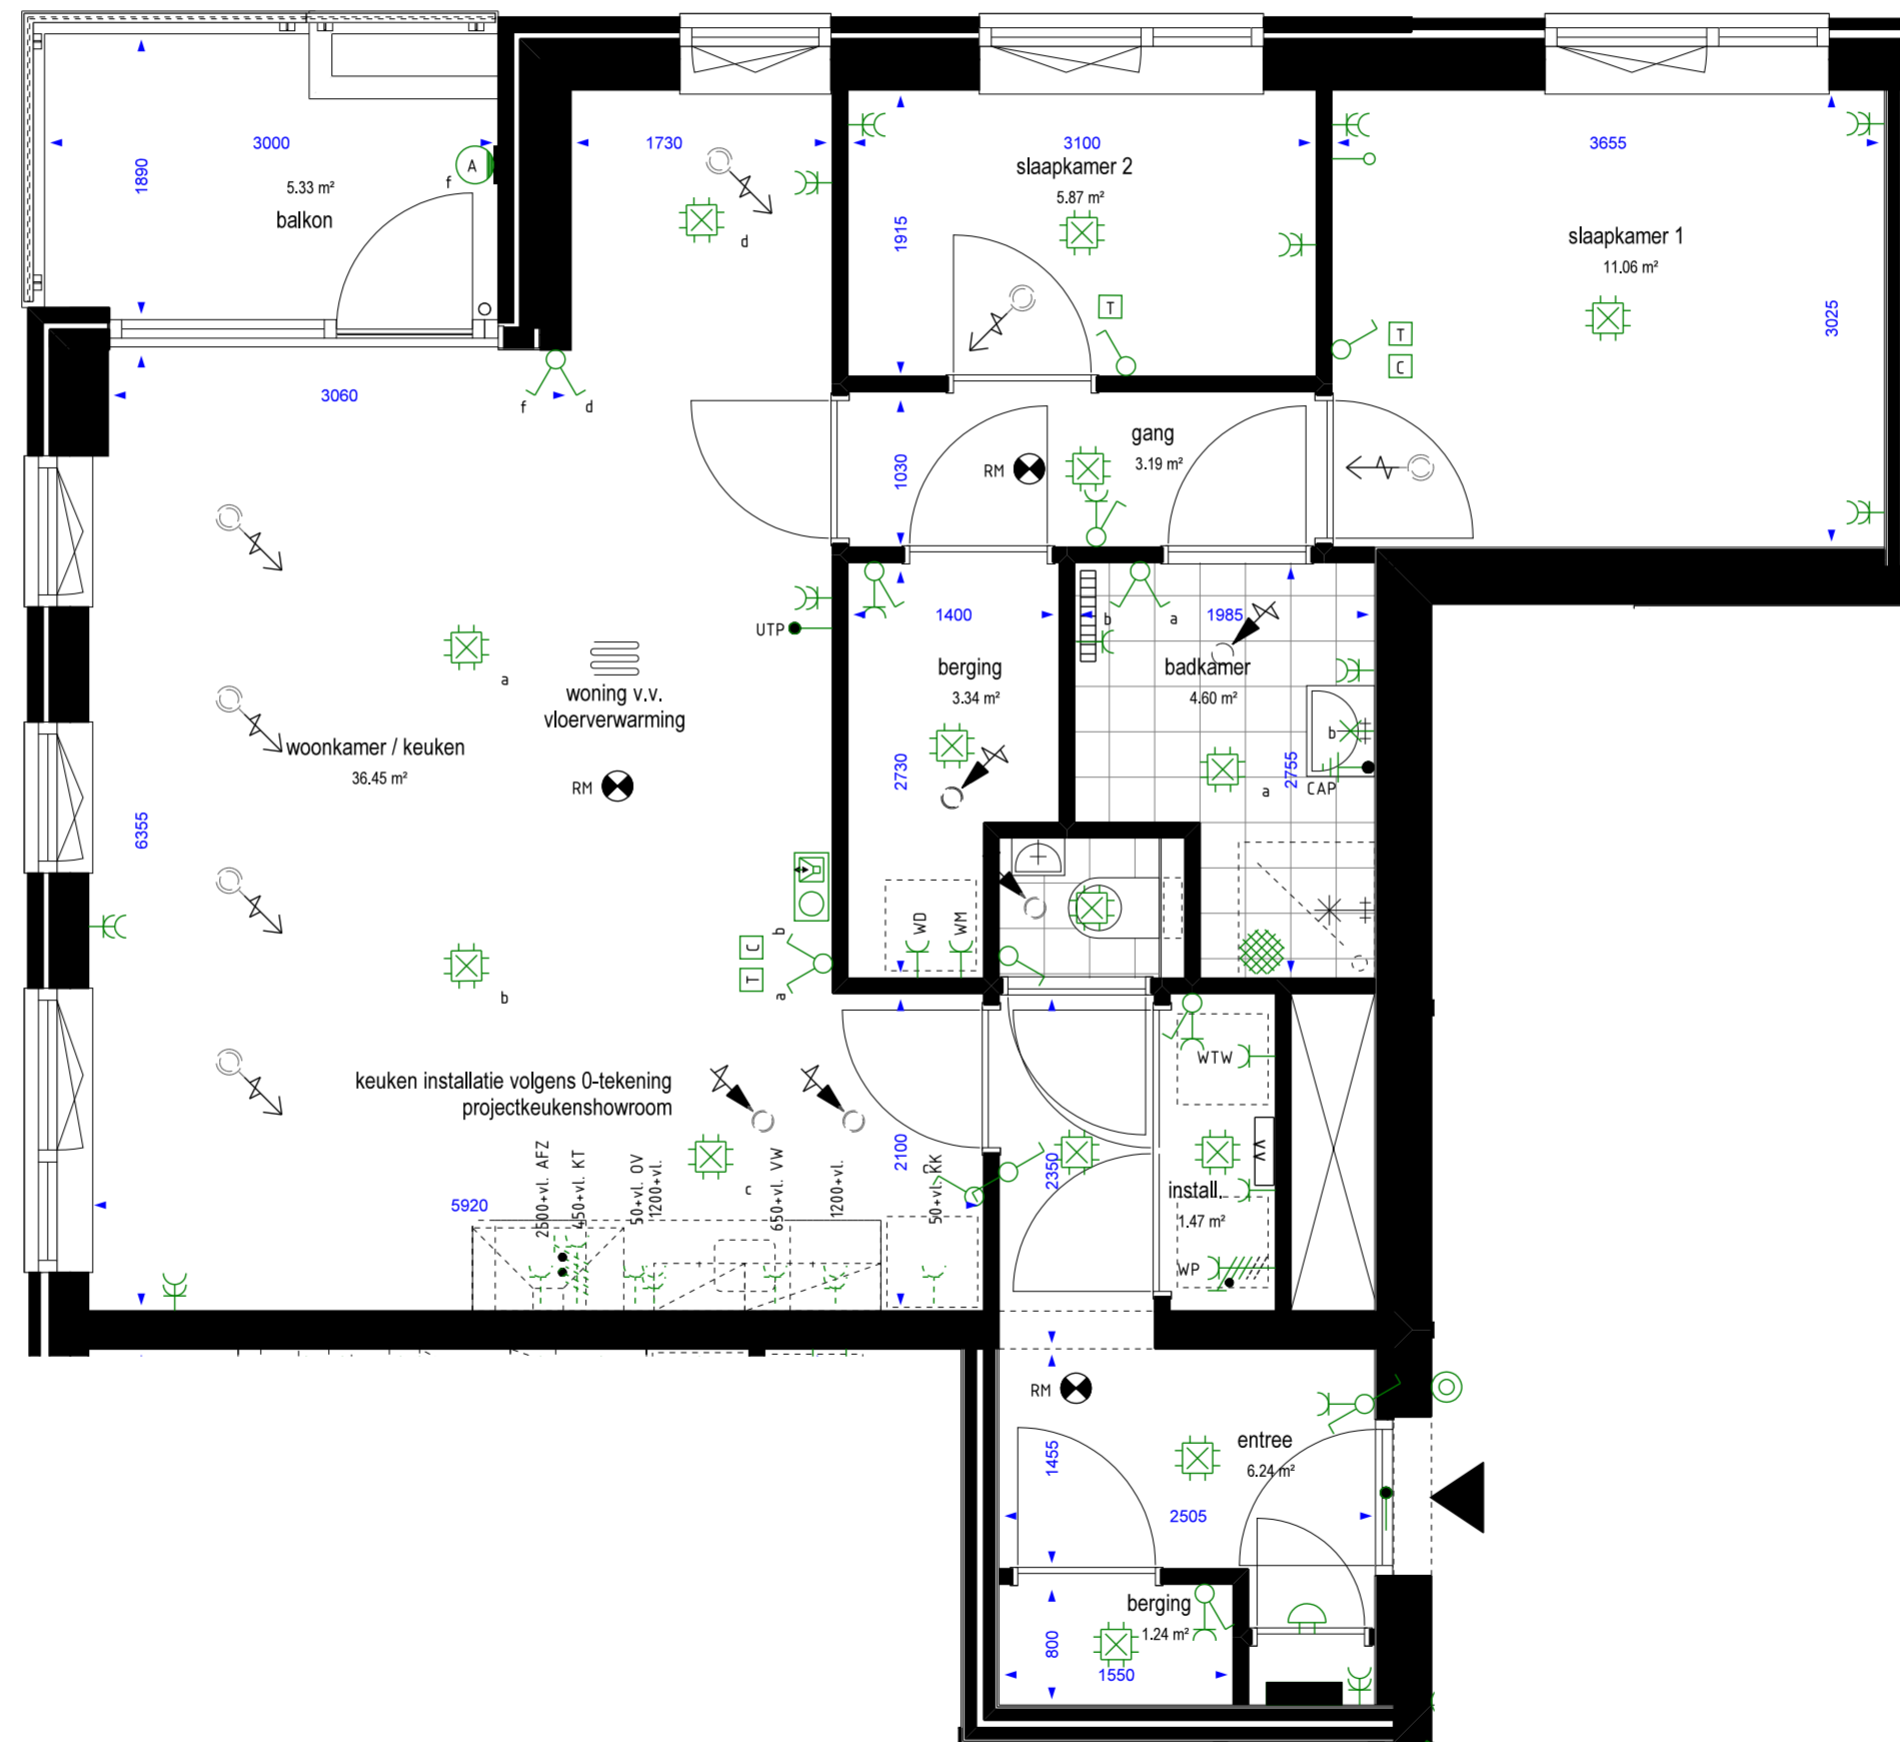 3000
1890
5.33 m²
balkon
f
A
1730
d
3100
slaapkamer 2
5.87 m²
1915
T
3655
slaapkamer 1
11.06 m²
3025
T
C
3060
f
d
1030
gang
3.19 m²
RM
UTP
1400
b
a
1985
berging
3.34 m²
badkamer
4.60 m²
a
woning v.v.
vloerverwarming
woonkamer / keuken
36.45 m²
RM
2730
2755
b
CAP
a
6355
WD
WM
b
C
T
a
b
keuken installatie volgens 0-tekening
projectkeukenshowroom
WTW
2100
2350
install.
1.47 m²
WP
5920
c
50+vl. OV
1200+vl.
650+vl. VW
1200+vl.
50+vl. KK
450+vl. KT
RM
1455
entree
6.24 m²
2505
berging
1.24 m²
800
1550